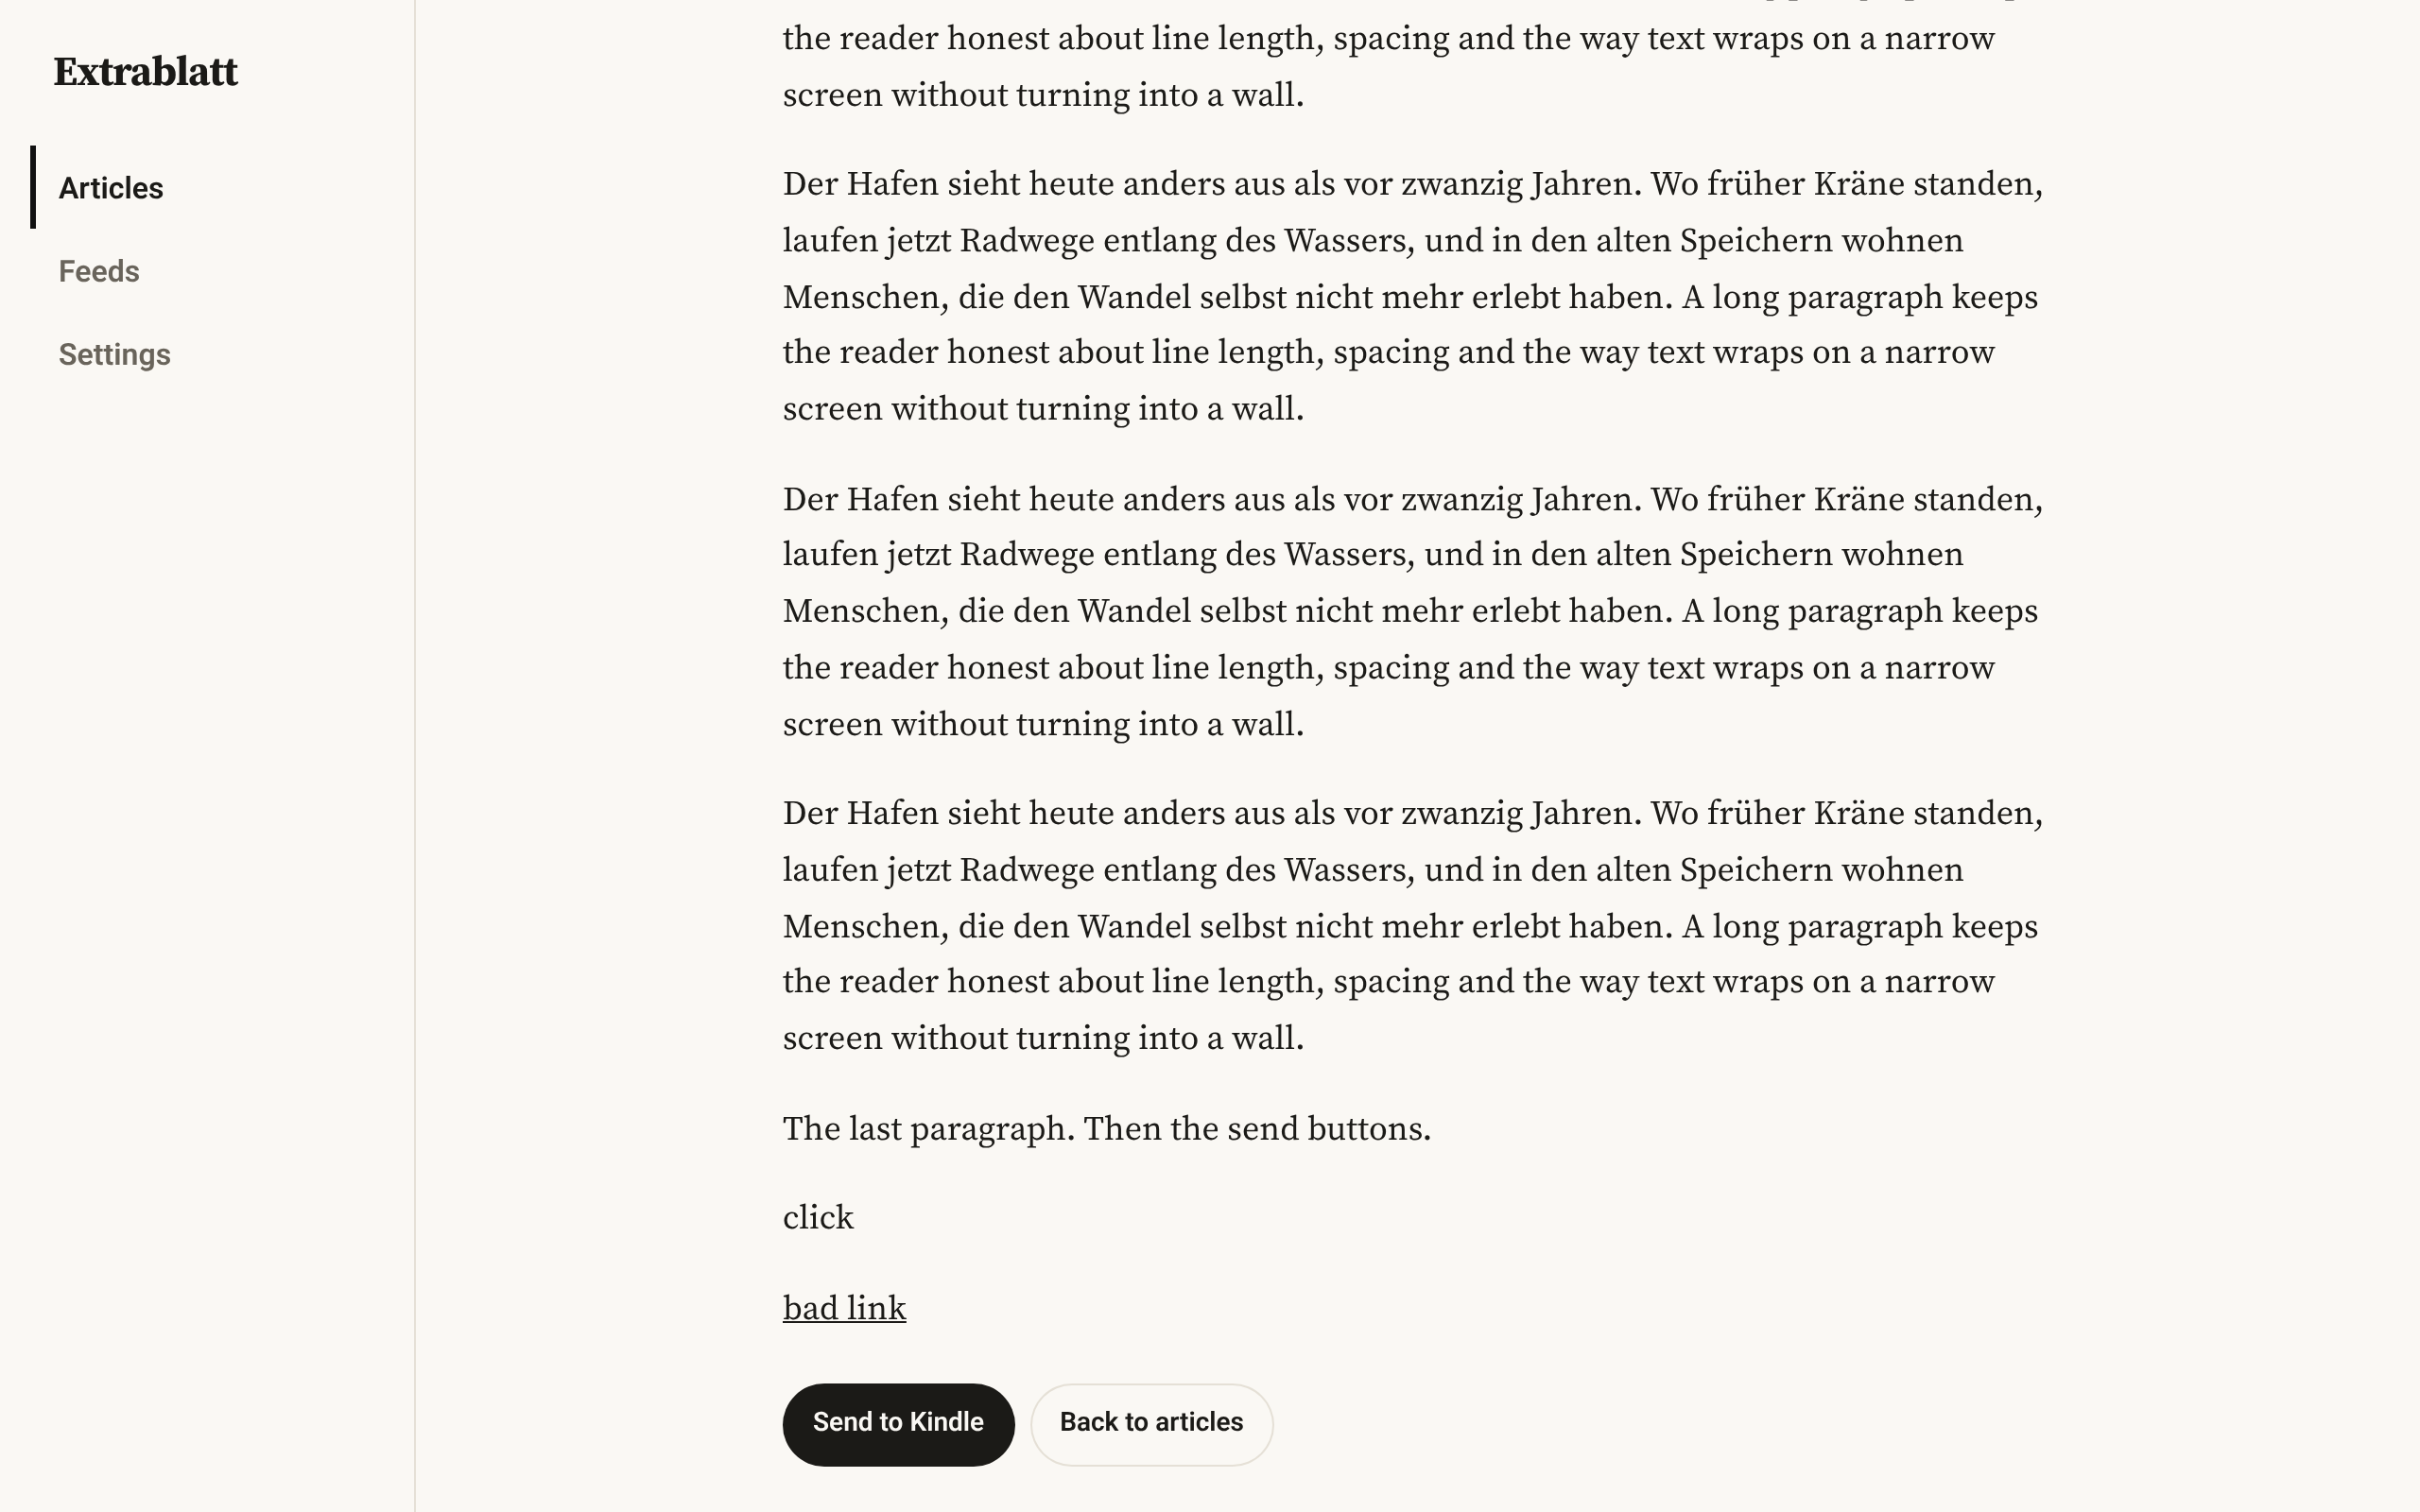 Extrablatt
Articles
Feeds
Settings
the reader honest about line length, spacing and the way text wraps on a narrow
screen without turning into a wall.
Der Hafen sieht heute anders aus als vor zwanzig Jahren. Wo früher Kräne standen,
laufen jetzt Radwege entlang des Wassers, und in den alten Speichern wohnen
Menschen, die den Wandel selbst nicht mehr erlebt haben. A long paragraph keeps
the reader honest about line length, spacing and the way text wraps on a narrow
screen without turning into a wall.
Der Hafen sieht heute anders aus als vor zwanzig Jahren. Wo früher Kräne standen,
laufen jetzt Radwege entlang des Wassers, und in den alten Speichern wohnen
Menschen, die den Wandel selbst nicht mehr erlebt haben. A long paragraph keeps
the reader honest about line length, spacing and the way text wraps on a narrow
screen without turning into a wall.
Der Hafen sieht heute anders aus als vor zwanzig Jahren. Wo früher Kräne standen,
laufen jetzt Radwege entlang des Wassers, und in den alten Speichern wohnen
Menschen, die den Wandel selbst nicht mehr erlebt haben. A long paragraph keeps
the reader honest about line length, spacing and the way text wraps on a narrow
screen without turning into a wall.
The last paragraph. Then the send buttons.
click
bad link
Send to Kindle
Back to articles